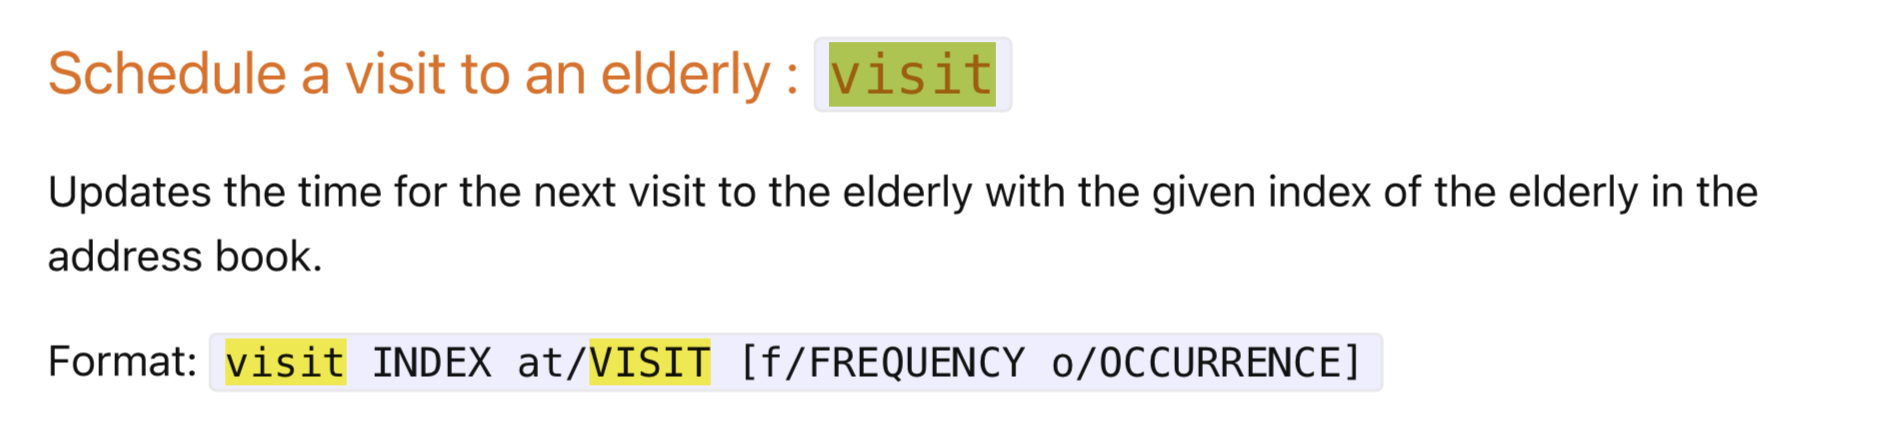 Schedule a visit to an elderly : visit
Updates the time for the next visit to the elderly with the given index of the elderly in the
address book.
Format: visit INDEX at/VISIT [f/FREQUENCY o/OCCURRENCE]